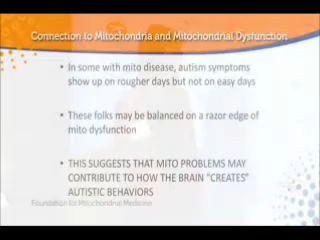 Connection to Mitochondria and Mitochondrial Dysfunction
• In some with mito disease, autism symptoms
show up on rougher days but not on easy days
• These folks may be balanced on a razor edge of
mito dysfunction
• THIS SUGGESTS THAT MITO PROBLEMS MAY
CONTRIBUTE TO HOW THE BRAIN "CREATES"
AUTISTIC BEHAVIORS
Foundation for Mitochondrial Medicine